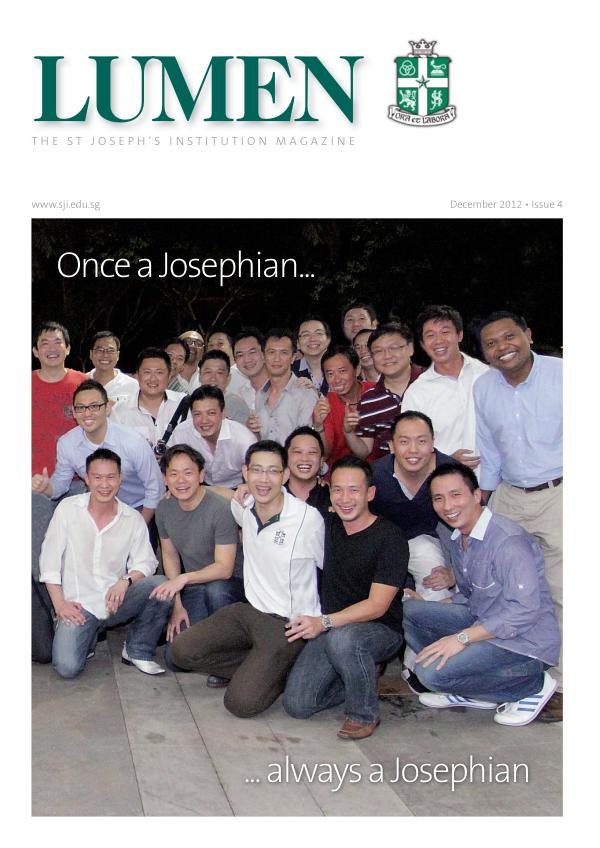 LUMEN
THE ST JOSEPH'S INSTITUTION MAGAZINE
ORA et LABORA
www.sji.edu.sg
December 2012 • Issue 4
Once a Josephian...
... always a Josephian